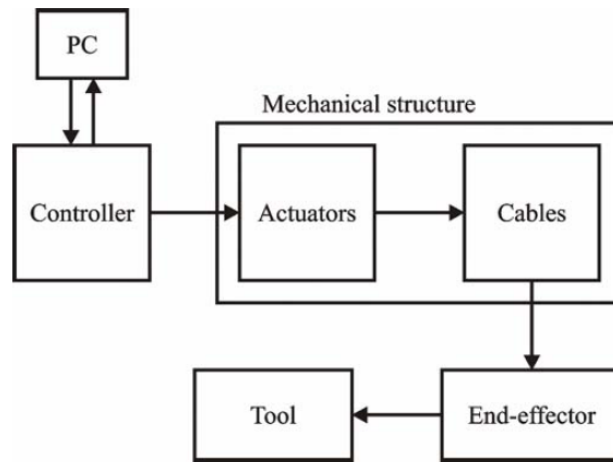 PC
Mechanical structure
Controller
Actuators
Cables
Tool
End-effector